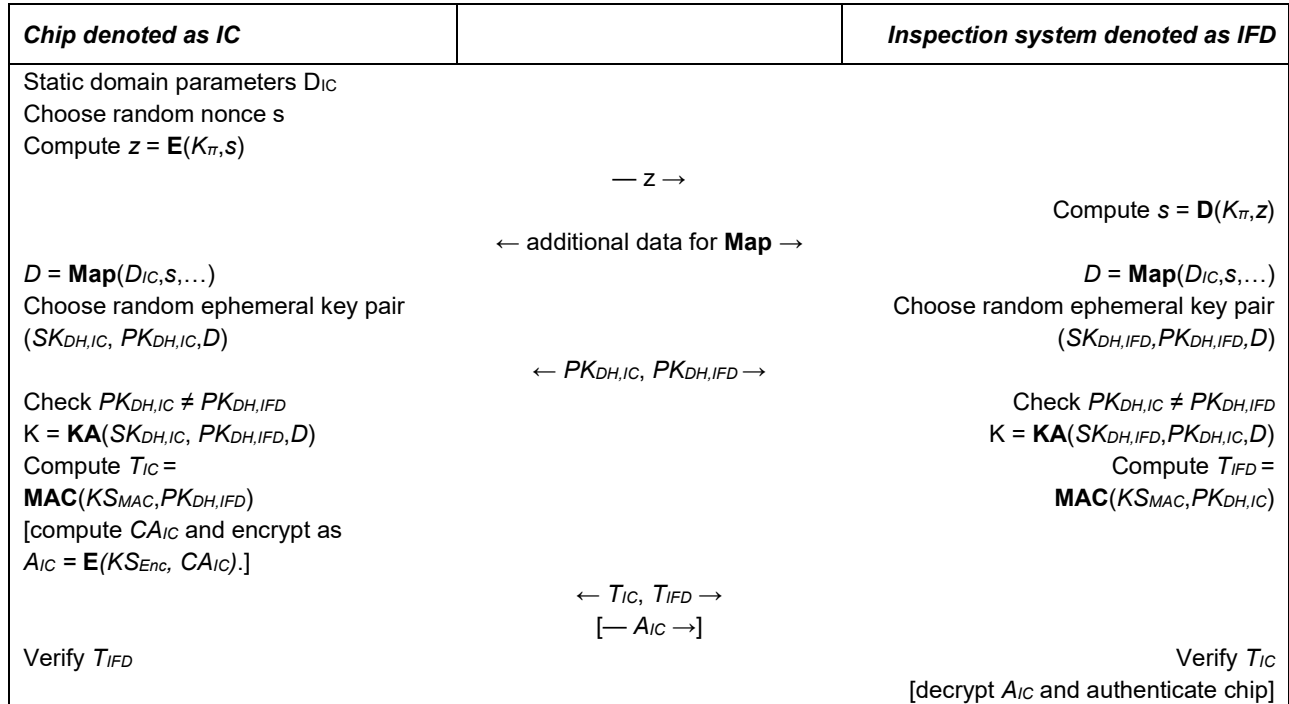 Chip denoted as IC
Inspection system denoted as IFD
Static domain parameters DIC
Choose random nonce s
Compute z = E(Kπ,s)
— z →
Compute s = D(Kπ,z)
← additional data for Map →
D = Map(DIC,s,…)
D = Map(DIC,s,…)
Choose random ephemeral key pair
Choose random ephemeral key pair
(SKDH,IC, PKDH,IC,D)
(SKDH,IFD,PKDH,IFD,D)
← PKDH,IC, PKDH,IFD →
Check PKDH,IC ≠ PKDH,IFD
Check PKDH,IC ≠ PKDH,IFD
K = KA(SKDH,IC, PKDH,IFD,D)
K = KA(SKDH,IFD,PKDH,IC,D)
Compute TIC =
Compute TIFD =
MAC(KSMAC,PKDH,IFD)
MAC(KSMAC,PKDH,IC)
[compute CAIC and encrypt as
AIC = E(KSEnc, CAIC).]
← TIC, TIFD →
[— AIC →]
Verify TIFD
Verify TIC
[decrypt AIC and authenticate chip]